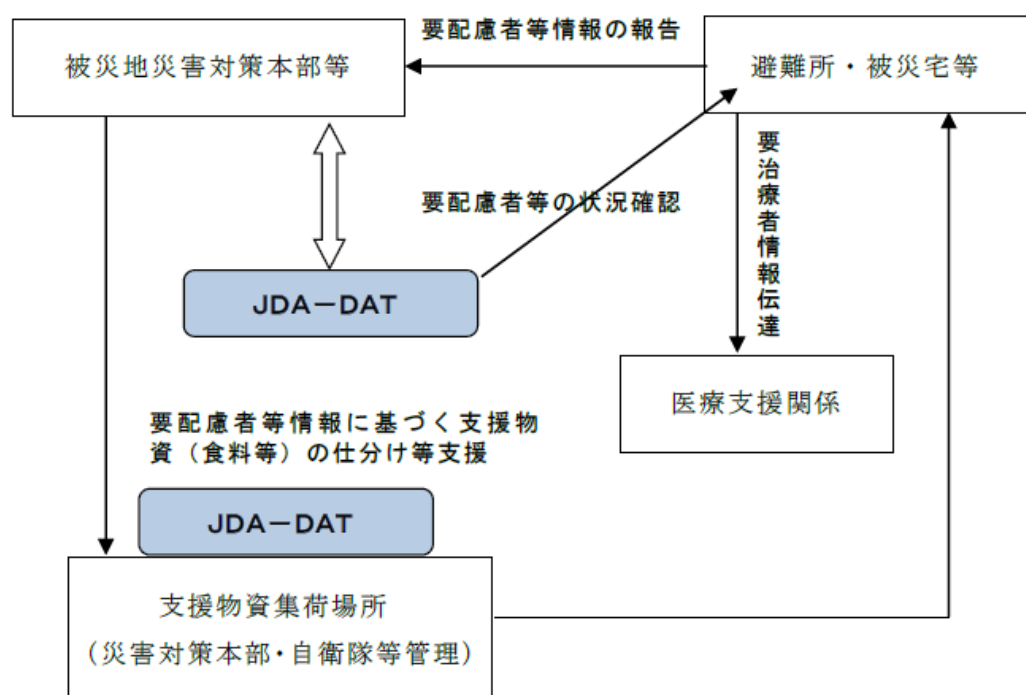 要配慮者等情報の報告
被災地災害対策本部等
避難所・被災宅等
要治療者情報伝達
要配慮者等の状況確認
JDA－DAT
医療支援関係
要配慮者等情報に基づく支援物
資（食料等）の仕分け等支援
JDA－DAT
支援物資集荷場所
（災害対策本部・自衛隊等管理）